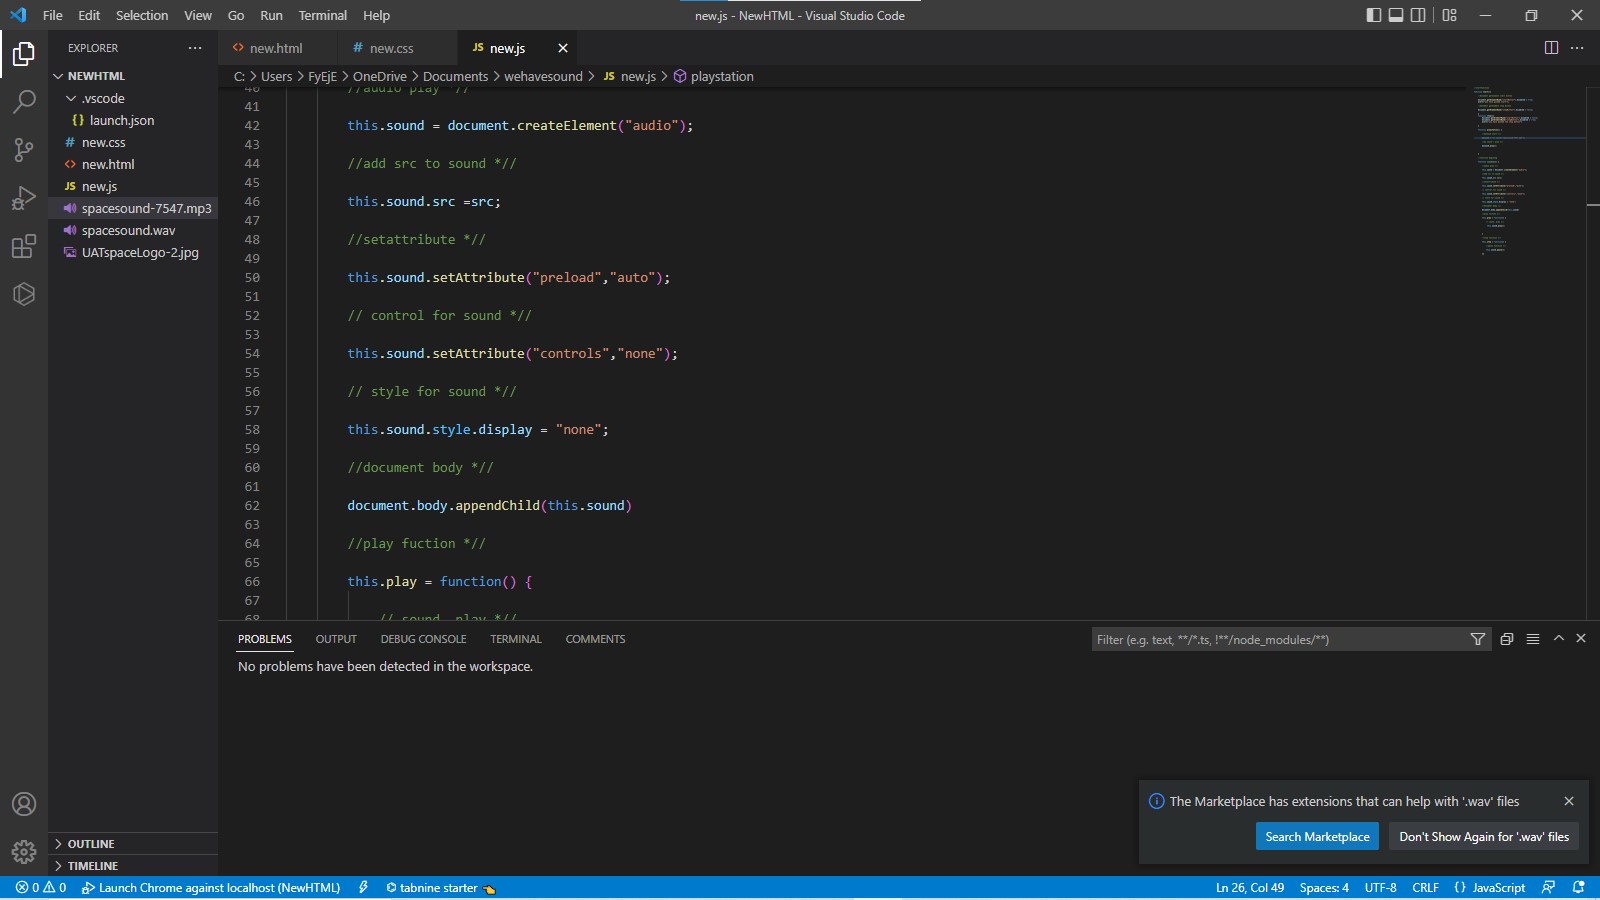 File Edit Selection View Go Run Terminal Help
new.js - NewHTML - Visual Studio Code
EXPLORER
NEWHTML
.vscode
{} launch.json
# new.css
<> new.html
JS new.js
spacesound-7547.mp3
spacesound.wav
UATspaceLogo-2.jpg
OUTLINE
TIMELINE
<> new.html # new.css JS new.js
C: > Users > FyEjE > OneDrive > Documents > wehavesound > JS new.js > playstation
40 //audio play *//
41
42 this.sound = document.createElement("audio");
43
44 //add src to sound *//
45
46 this.sound.src =src;
47
48 //setattribute *//
49
50 this.sound.setAttribute("preload","auto");
51
52 // control for sound *//
53
54 this.sound.setAttribute("controls","none");
55
56 // style for sound *//
57
58 this.sound.style.display = "none";
59
60 //document body *//
61
62 document.body.appendChild(this.sound)
63
64 //play fuction *//
65
66 this.play = function() {
67
68 // sound play *//
PROBLEMS OUTPUT DEBUG CONSOLE TERMINAL COMMENTS
Filter (e.g. text, **/*.ts, !**/node_modules/**)
No problems have been detected in the workspace.
The Marketplace has extensions that can help with '.wav' files
Search Marketplace Don't Show Again for '.wav' files
0 0 Launch Chrome against localhost (NewHTML) tabnine starter
Ln 26, Col 49 Spaces: 4 UTF-8 CRLF {} JavaScript